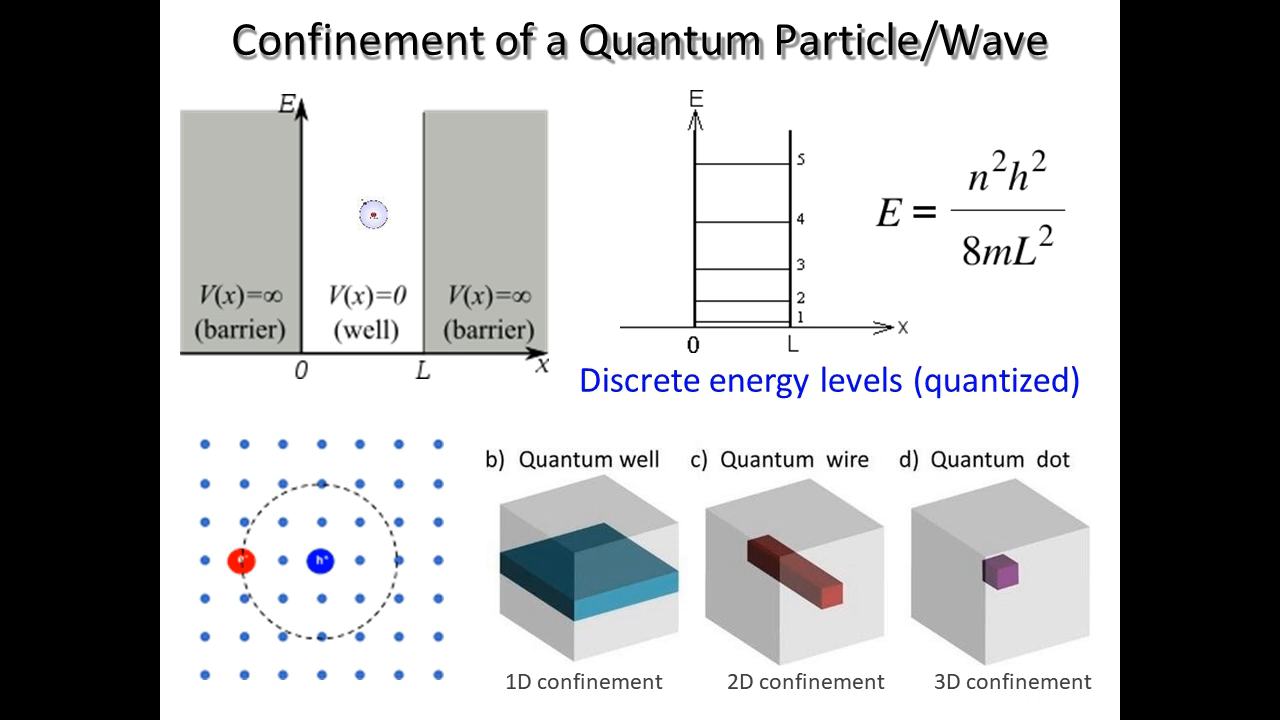 Confinement of a Quantum Particle/Wave
E
V(x)=∞
(barrier)
V(x)=0
(well)
V(x)=∞
(barrier)
0
L
x
E
5
4
3
2
1
0
L
x
E = n²h² / 8mL²
Discrete energy levels (quantized)
e⁻
h⁺
b) Quantum well
c) Quantum wire
d) Quantum dot
1D confinement
2D confinement
3D confinement